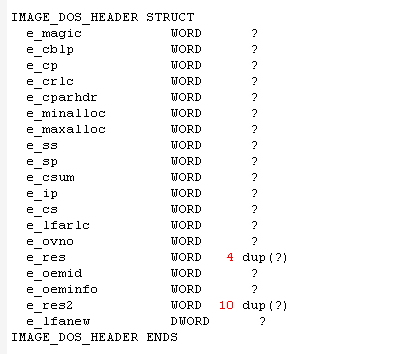 IMAGE_DOS_HEADER STRUCT
e_magic WORD ?
e_cblp WORD ?
e_cp WORD ?
e_crlc WORD ?
e_cparhdr WORD ?
e_minalloc WORD ?
e_maxalloc WORD ?
e_ss WORD ?
e_sp WORD ?
e_csum WORD ?
e_ip WORD ?
e_cs WORD ?
e_lfarlc WORD ?
e_ovno WORD ?
e_res WORD 4 dup(?)
e_oemid WORD ?
e_oeminfo WORD ?
e_res2 WORD 10 dup(?)
e_lfanew DWORD ?
IMAGE_DOS_HEADER ENDS